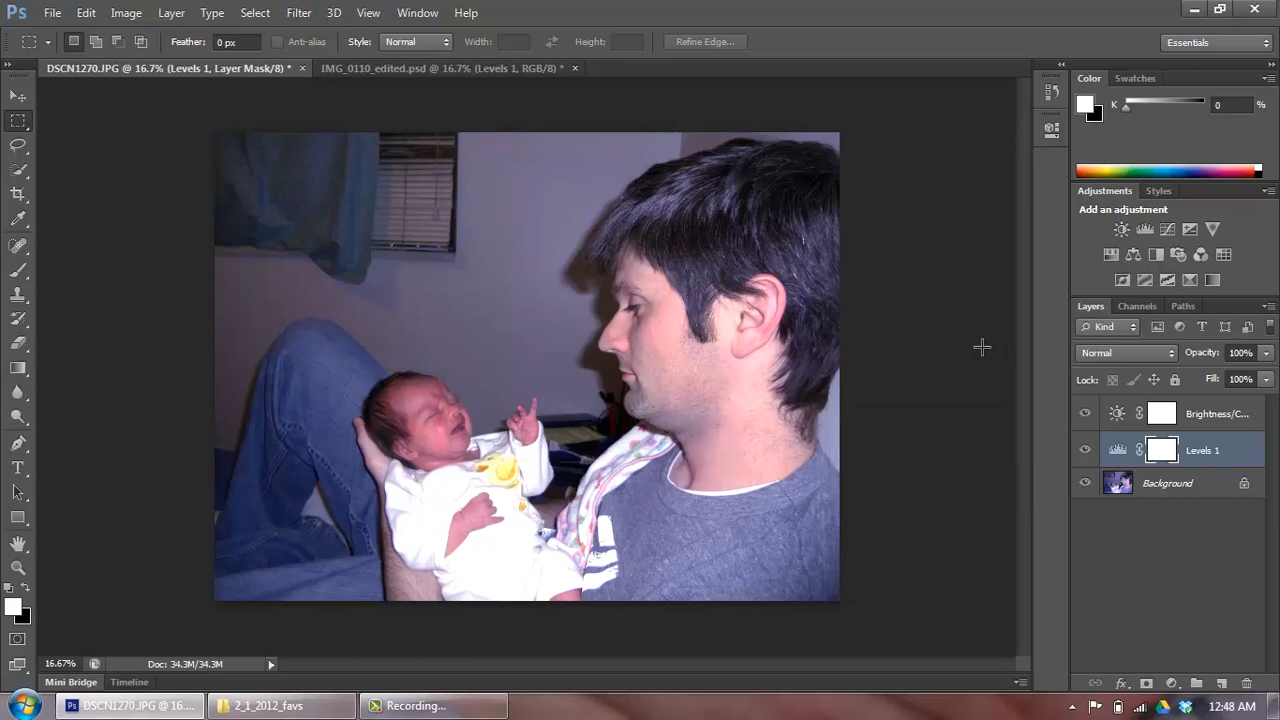 Ps File Edit Image Layer Type Select Filter 3D View Window Help
Feather: 0 px Anti-alias Style: Normal Width: Height: Refine Edge... Essentials
DSCN1270.JPG @ 16.7% (Levels 1, Layer Mask/8) * × IMG_0110_edited.psd @ 16.7% (Levels 1, RGB/8) * ×
Color Swatches
K 0 %
Adjustments Styles
Add an adjustment
Layers Channels Paths
Kind
Normal Opacity: 100%
Lock: Fill: 100%
Brightness/C...
Levels 1
Background
16.67% Doc: 34.3M/34.3M
Mini Bridge Timeline
Ps DSCN1270.JPG @ 16.... 2_1_2012_favs Recording... 12:48 AM